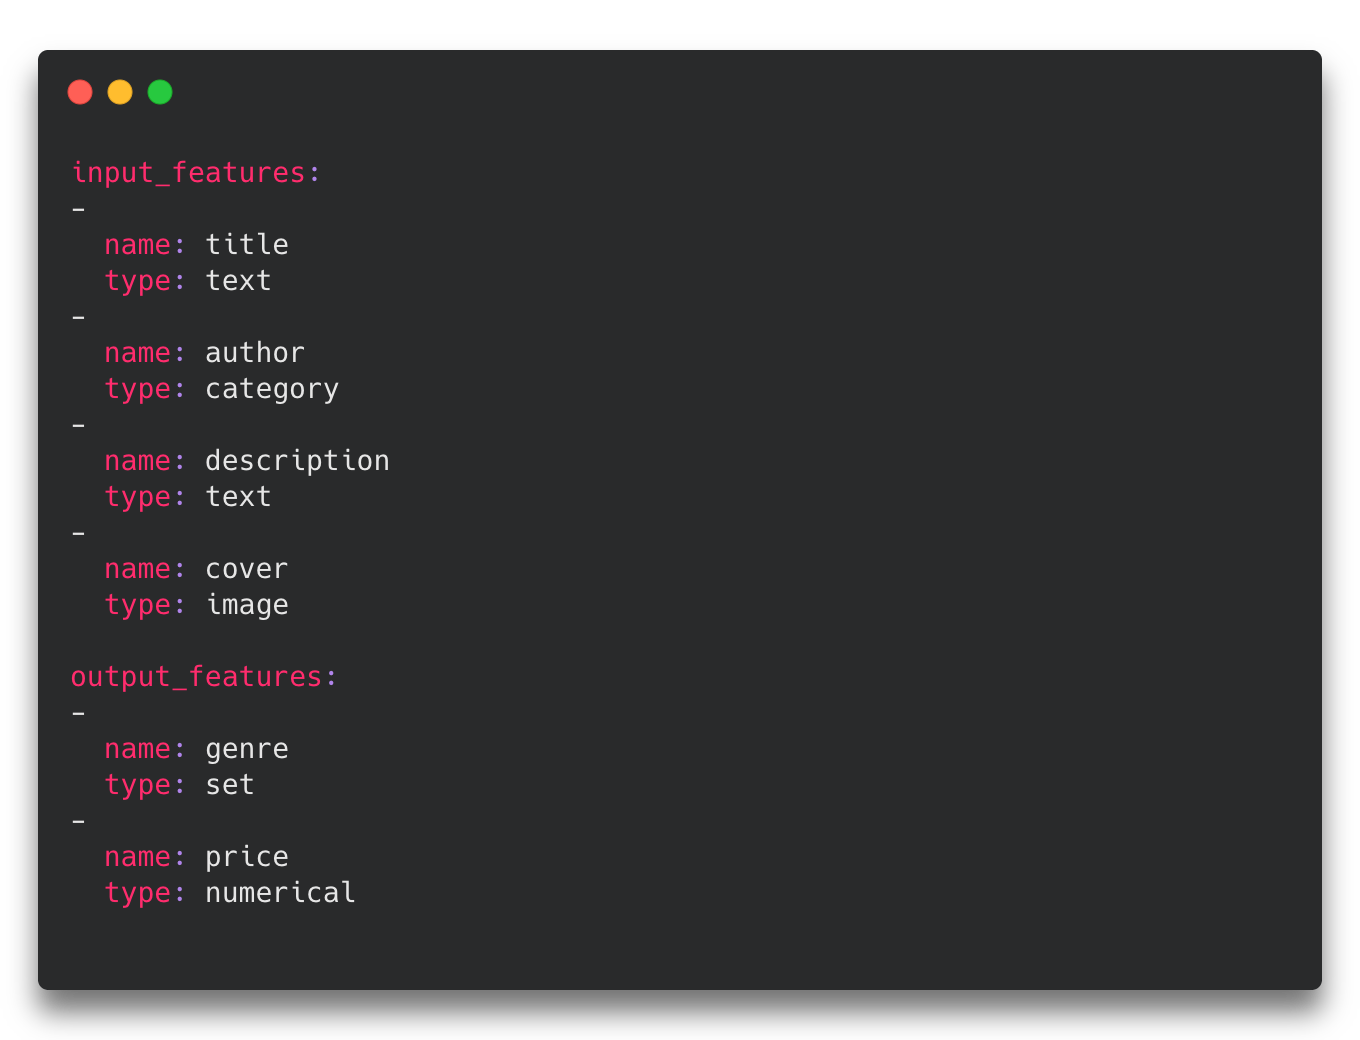 input_features:
-
  name: title
  type: text
-
  name: author
  type: category
-
  name: description
  type: text
-
  name: cover
  type: image

output_features:
-
  name: genre
  type: set
-
  name: price
  type: numerical